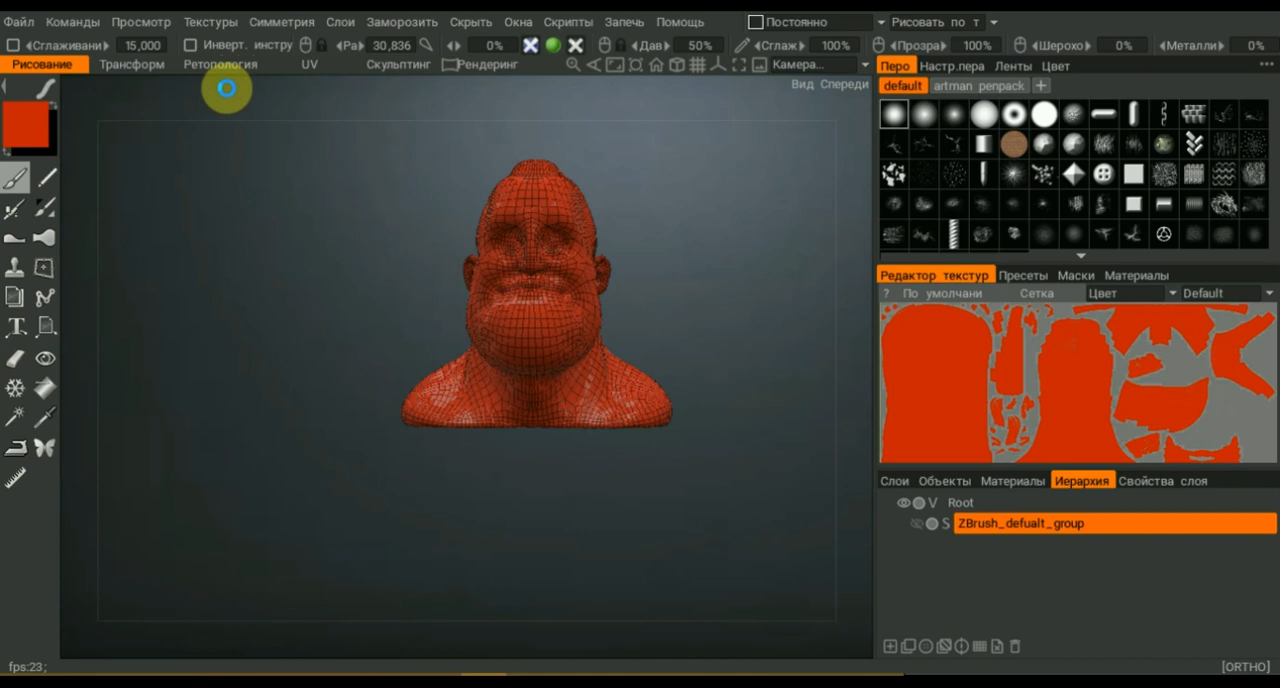 Файл Команды Просмотр Текстуры Симметрия Слои Заморозить Скрыть Окна Скрипты Запечь Помощь Постоянно Рисовать по т
Сглаживани 15,000 Инверт. инстру Ра 30,836 0% Дав 50% Сглаж 100% Прозра 100% Шерохо 0% Металли 0%
Рисование Трансформ Ретопология UV Скульптинг Рендеринг Камера...
Перо Настр.пера Ленты Цвет
Вид Спереди
default artman penpack
Редактор текстур Пресеты Маски Материалы
? По умолчани Сетка Цвет Default
Слои Объекты Материалы Иерархия Свойства слоя
V Root
S ZBrush_defualt_group
fps:23;
[ORTHO]